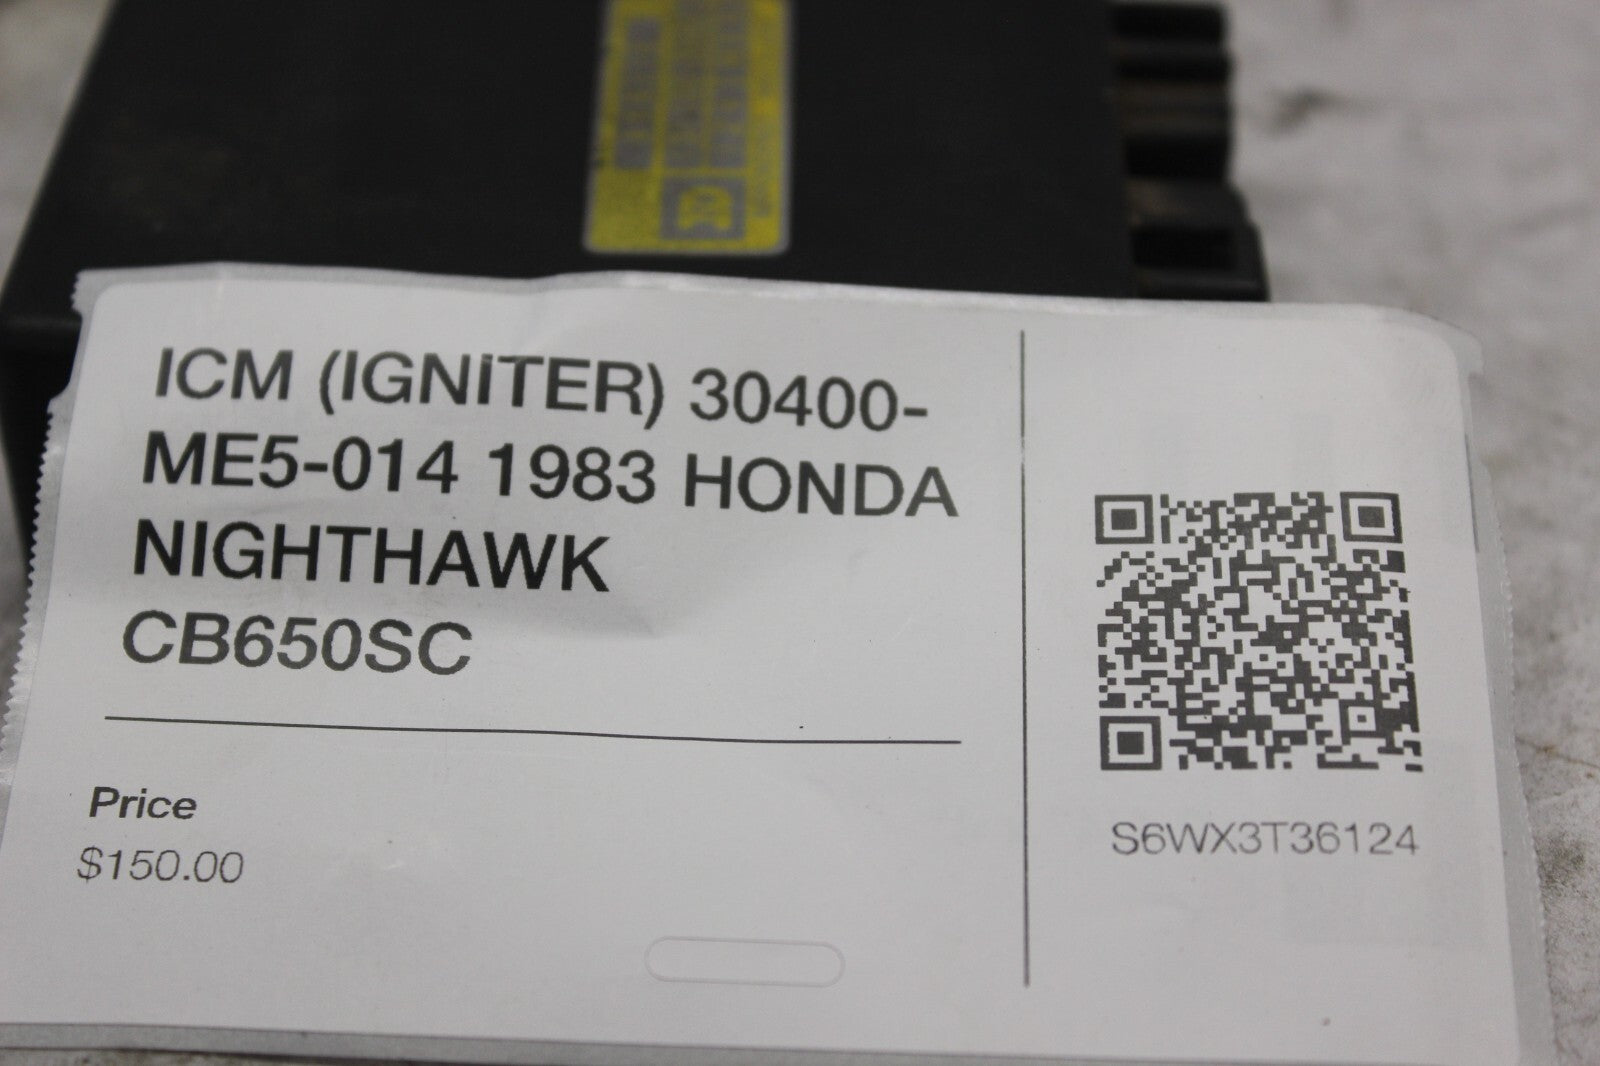 ICM (IGNITER) 30400-
ME5-014 1983 HONDA
NIGHTHAWK
CB650SC
Price
$150.00
S6WX3T36124